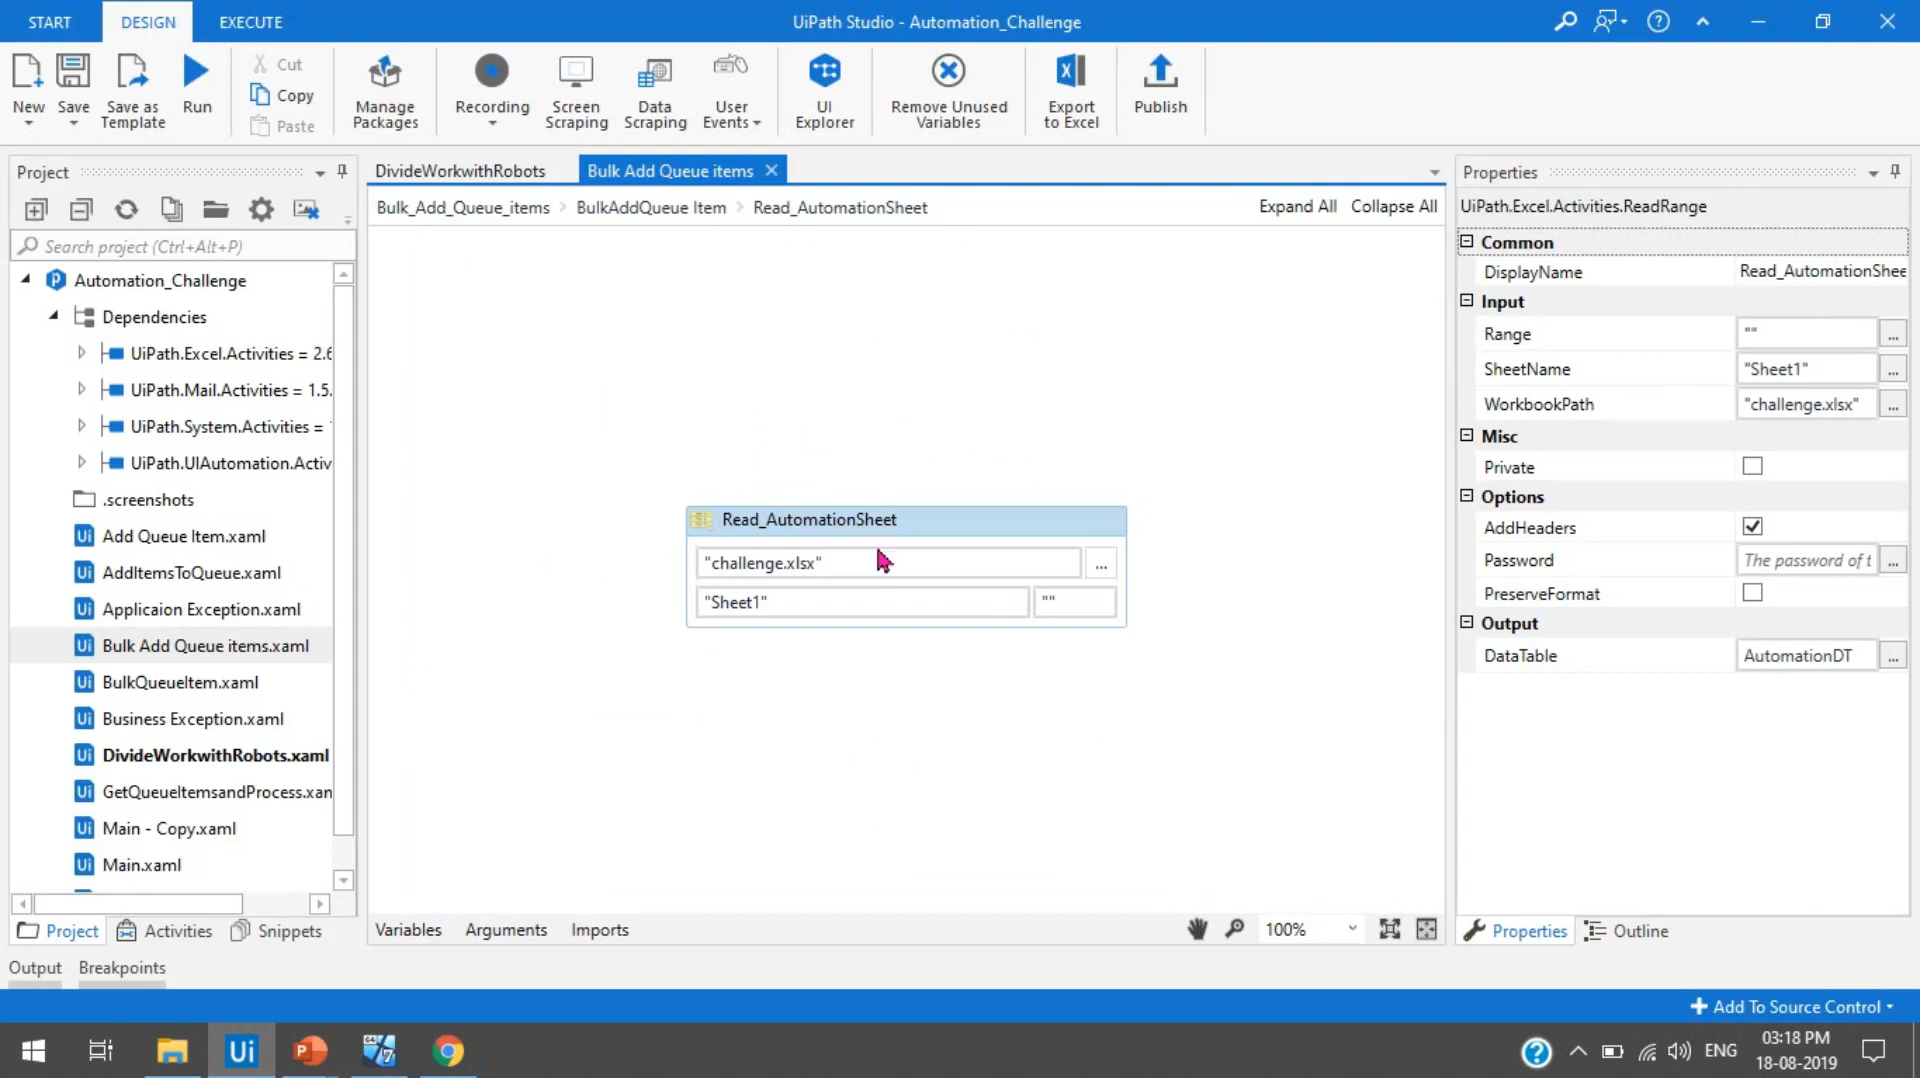 START DESIGN EXECUTE UiPath Studio - Automation_Challenge
New Save Save as Template Run
Cut
Copy
Paste
Manage Packages
Recording
Screen Scraping
Data Scraping
User Events
UI Explorer
Remove Unused Variables
Export to Excel
Publish
Project
Search project (Ctrl+Alt+P)
Automation_Challenge
Dependencies
UiPath.Excel.Activities = 2.6
UiPath.Mail.Activities = 1.5.
UiPath.System.Activities =
UiPath.UIAutomation.Activ
.screenshots
Add Queue Item.xaml
AddItemsToQueue.xaml
Applicaion Exception.xaml
Bulk Add Queue items.xaml
BulkQueueItem.xaml
Business Exception.xaml
DivideWorkwithRobots.xaml
GetQueueItemsandProcess.xan
Main - Copy.xaml
Main.xaml
Project Activities Snippets
DivideWorkwithRobots Bulk Add Queue items
Bulk_Add_Queue_items > BulkAddQueue Item > Read_AutomationSheet Expand All Collapse All
Read_AutomationSheet
"challenge.xlsx" ...
"Sheet1" ""
Variables Arguments Imports 100%
Properties
UiPath.Excel.Activities.ReadRange
Common
DisplayName Read_AutomationShee
Input
Range "" ...
SheetName "Sheet1" ...
WorkbookPath "challenge.xlsx" ...
Misc
Private
Options
AddHeaders
Password The password of t ...
PreserveFormat
Output
DataTable AutomationDT ...
Properties Outline
Output Breakpoints
Add To Source Control
Ui P 7 ENG
03:18 PM
18-08-2019